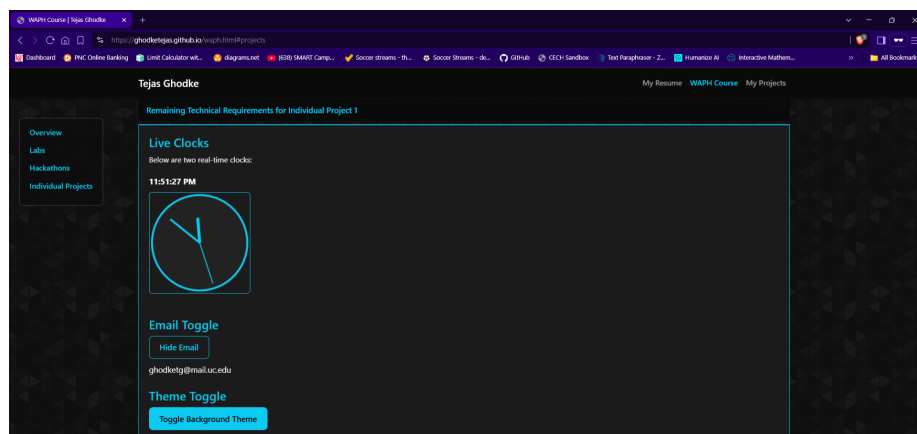 WAPH Course | Tejas Ghodke
https://ghodketejas.github.io/waph.html#projects
Dashboard PNC Online Banking Limit Calculator wit... diagrams.net (638) SMART Camp... Soccer streams - th... Soccer Streams - de... GitHub CECH Sandbox Text Paraphraser - Z... Humanize AI Interactive Mathem... » All Bookmark
Tejas Ghodke
My Resume WAPH Course My Projects
Remaining Technical Requirements for Individual Project 1
Overview
Labs
Hackathons
Individual Projects
Live Clocks
Below are two real-time clocks:
11:51:27 PM
Email Toggle
Hide Email
ghodketg@mail.uc.edu
Theme Toggle
Toggle Background Theme